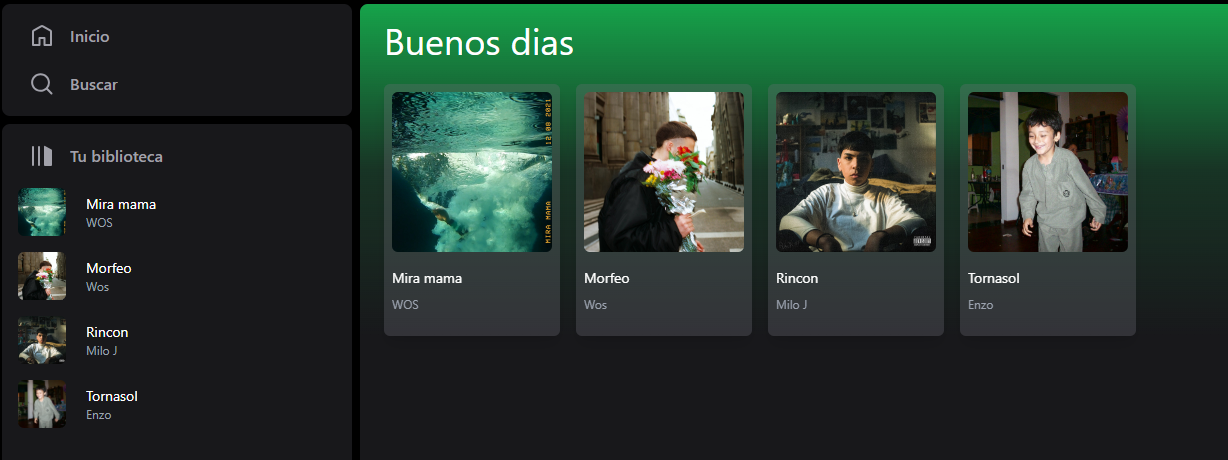 Inicio
Buscar
Tu biblioteca
Mira mama
WOS
Morfeo
Wos
Rincon
Milo J
Tornasol
Enzo
Buenos dias
12 08 2021
MIRA MAMA
Mira mama
WOS
Morfeo
Wos
Rincon
Milo J
Tornasol
Enzo